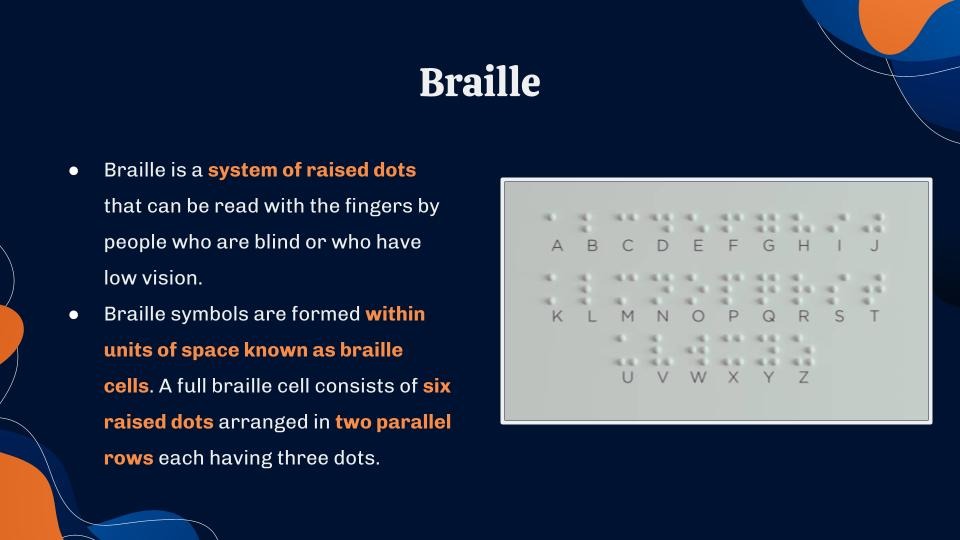 Braille
● Braille is a system of raised dots
that can be read with the fingers by
people who are blind or who have
low vision.
● Braille symbols are formed within
units of space known as braille
cells. A full braille cell consists of six
raised dots arranged in two parallel
rows each having three dots.
A B C D E F G H I J
K L M N O P Q R S T
U V W X Y Z